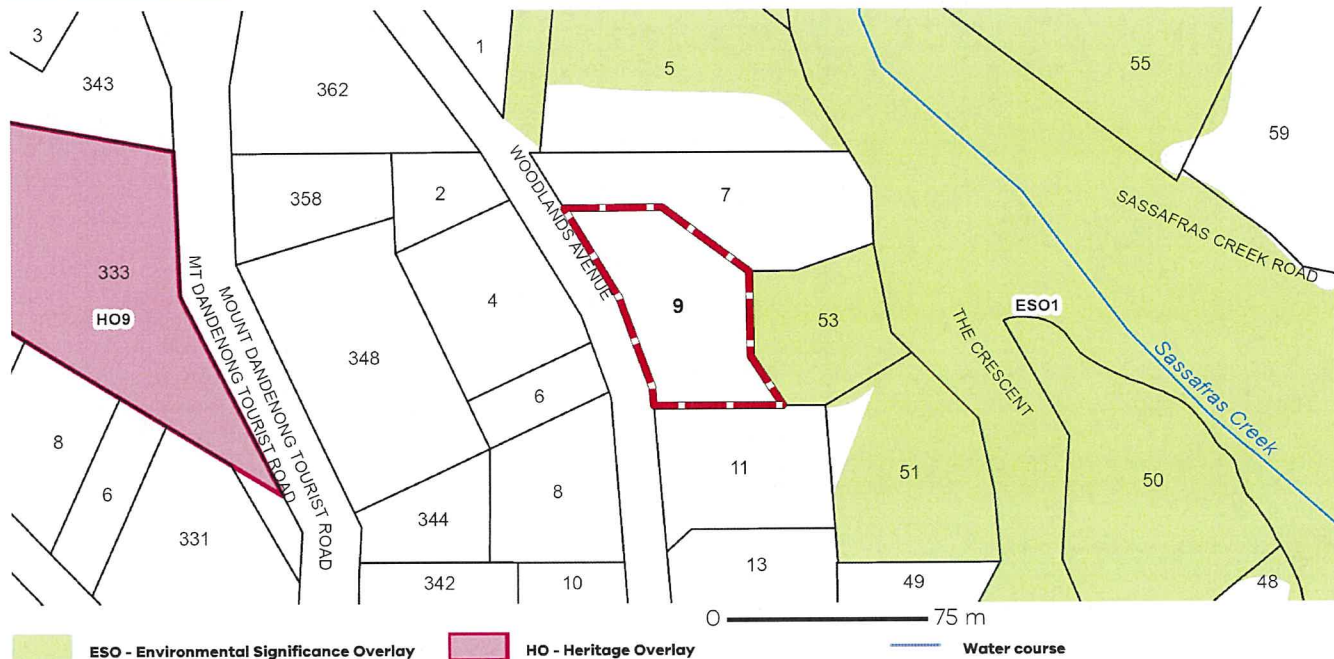 3
343
362
1
5
55
59
358
2
WOODLANDS AVENUE
7
SASSAFRAS CREEK ROAD
333
HO9
MT DANDENONG TOURIST ROAD
MOUNT DANDENONG TOURIST ROAD
4
9
53
ESO1
THE CRESCENT
Sassafras Creek
348
6
8
6
331
344
8
11
51
50
342
10
13
49
48
0 75 m
ESO - Environmental Significance Overlay
HO - Heritage Overlay
Water course